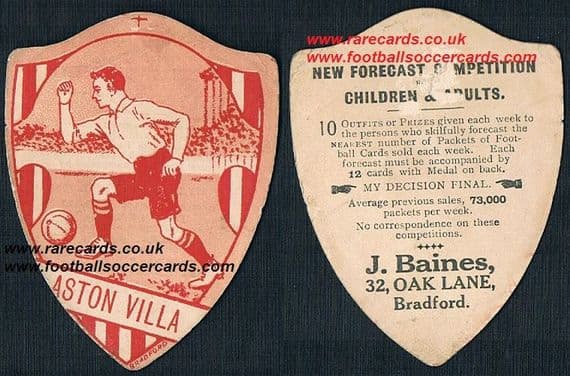 www.rarecards.co.uk
www.footballsoccercards.com
ASTON VILLA
BRADFORD
www.rarecards.co.uk
www.footballsoccercards.com
NEW FORECAST C MPETITION
CHILDREN & ADULTS.
10 OUTFITS OR PRIZES given each week to
the persons who skilfully forecast the
NEAREST number of Packets of Foot-
ball Cards sold each week. Each
forecast must be accompanied by
12 cards with Medal on back.
MY DECISION FINAL.
Average previous sales, 73,000
packets per week.
No correspondence on these
competitions.
J. Baines,
32, OAK LANE,
Bradford.